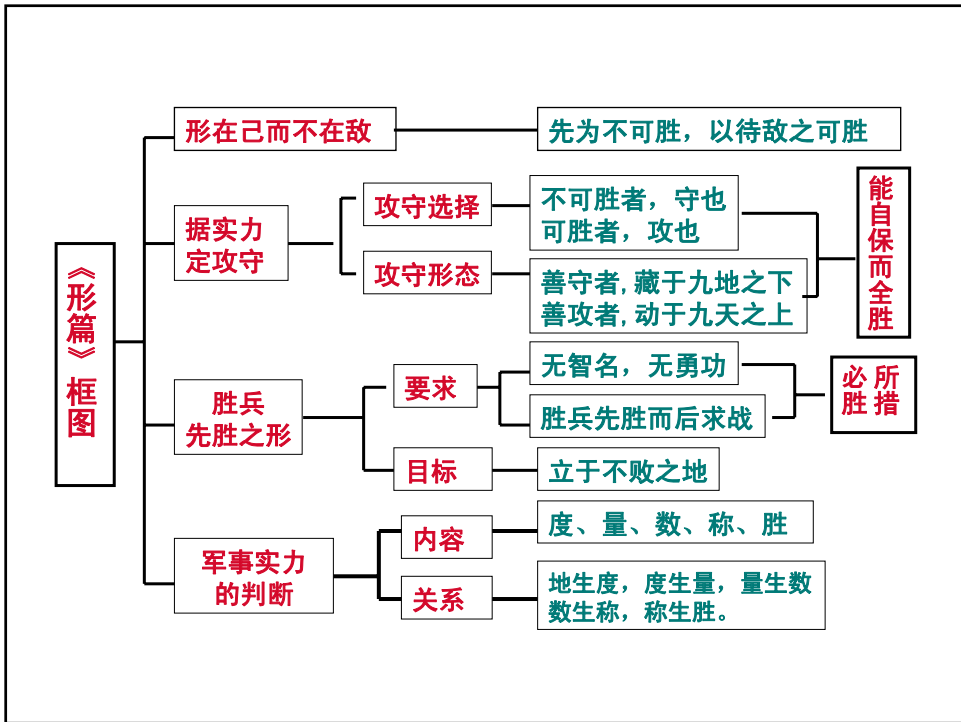 《形篇》框图
形在己而不在敌
先为不可胜，以待敌之可胜
据实力
定攻守
攻守选择
不可胜者，守也
可胜者，攻也
攻守形态
善守者,藏于九地之下
善攻者,动于九天之上
能自保而全胜
胜兵
先胜之形
要求
无智名，无勇功
胜兵先胜而后求战
所措
必胜
目标
立于不败之地
军事实力
的判断
内容
度、量、数、称、胜
关系
地生度，度生量，量生数
数生称，称生胜。